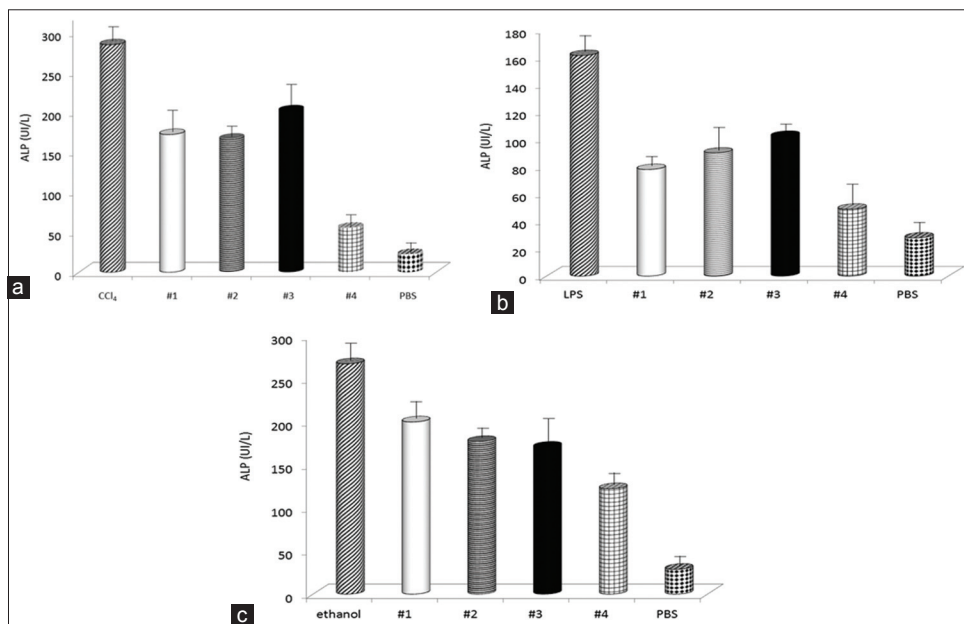 300
250
200
150
100
50
0
ALP (UI/L)
CCl₄ #1 #2 #3 #4 PBS
a
180
160
140
120
100
80
60
40
20
0
ALP (UI/L)
LPS #1 #2 #3 #4 PBS
b
300
250
200
150
100
50
0
ALP (UI/L)
ethanol #1 #2 #3 #4 PBS
c